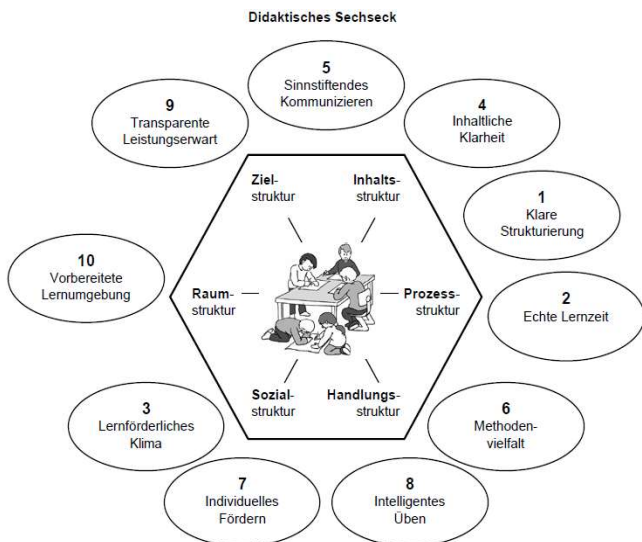 Didaktisches Sechseck
5
Sinnstiftendes
Kommunizieren
9
Transparente
Leistungserwart
4
Inhaltliche
Klarheit
Ziel-
struktur
Inhalts-
struktur
1
Klare
Strukturierung
10
Vorbereitete
Lernumgebung
Raum-
struktur
Prozess-
struktur
2
Echte Lernzeit
Sozial-
struktur
Handlungs-
struktur
3
Lernförderliches
Klima
6
Methoden-
vielfalt
7
Individuelles
Fördern
8
Intelligentes
Üben